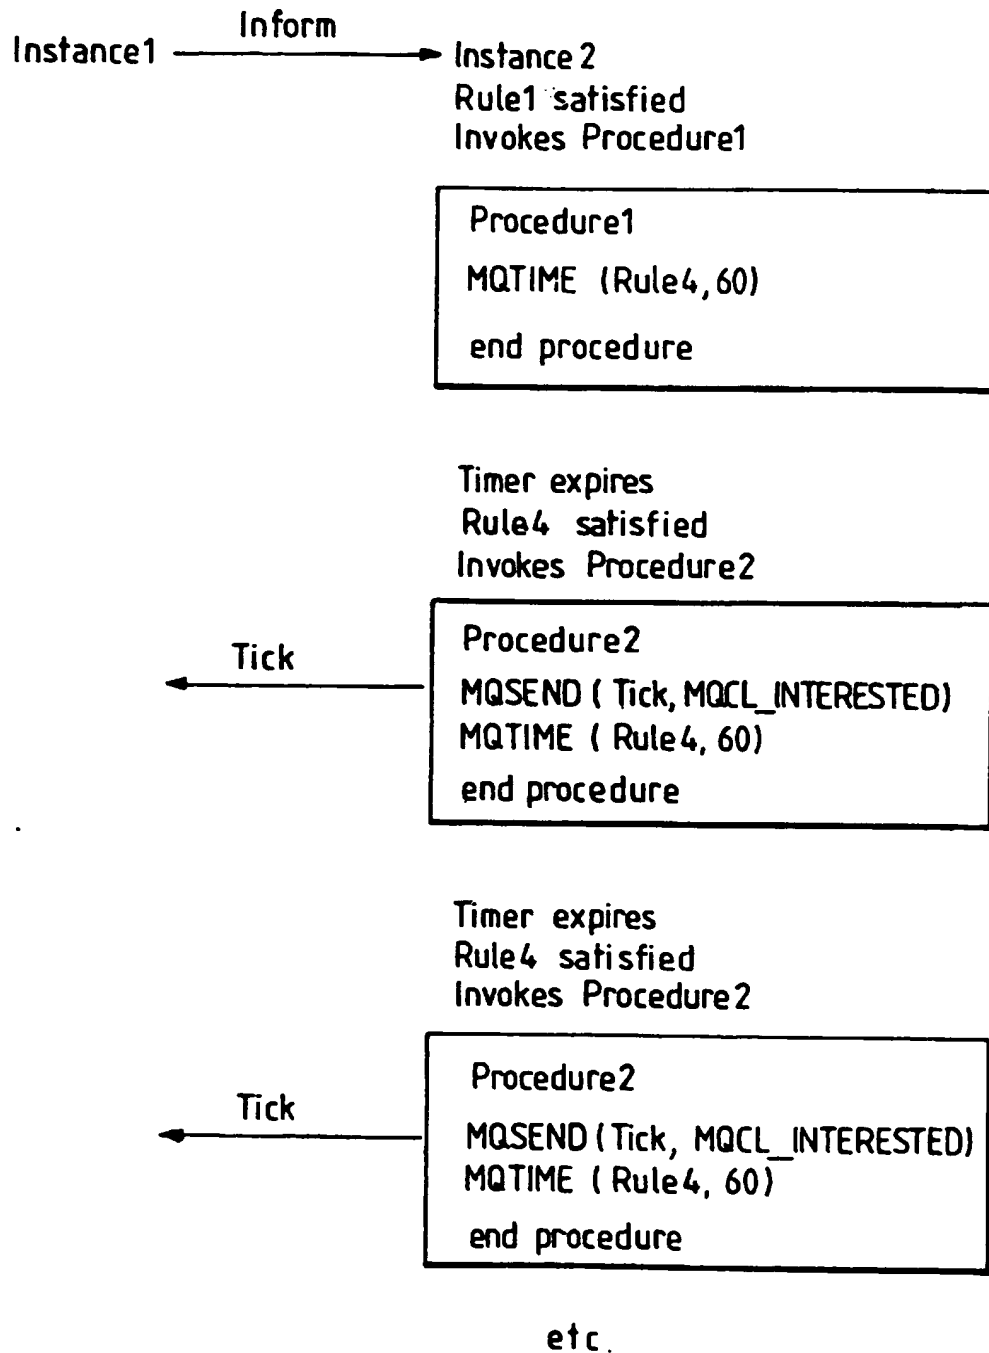 Inform
Instance1
Instance2
Rule1 satisfied
Invokes Procedure1
Procedure1
MQTIME (Rule4,60)
end procedure
Timer expires
Rule4 satisfied
Invokes Procedure2
Tick
Procedure2
MQSEND ( Tick, MQCL_INTERESTED)
MQTIME ( Rule4, 60)
end procedure
Timer expires
Rule4 satisfied
Invokes Procedure2
Tick
Procedure2
MQSEND (Tick, MQCL_INTERESTED)
MQTIME ( Rule4, 60)
end procedure
etc.